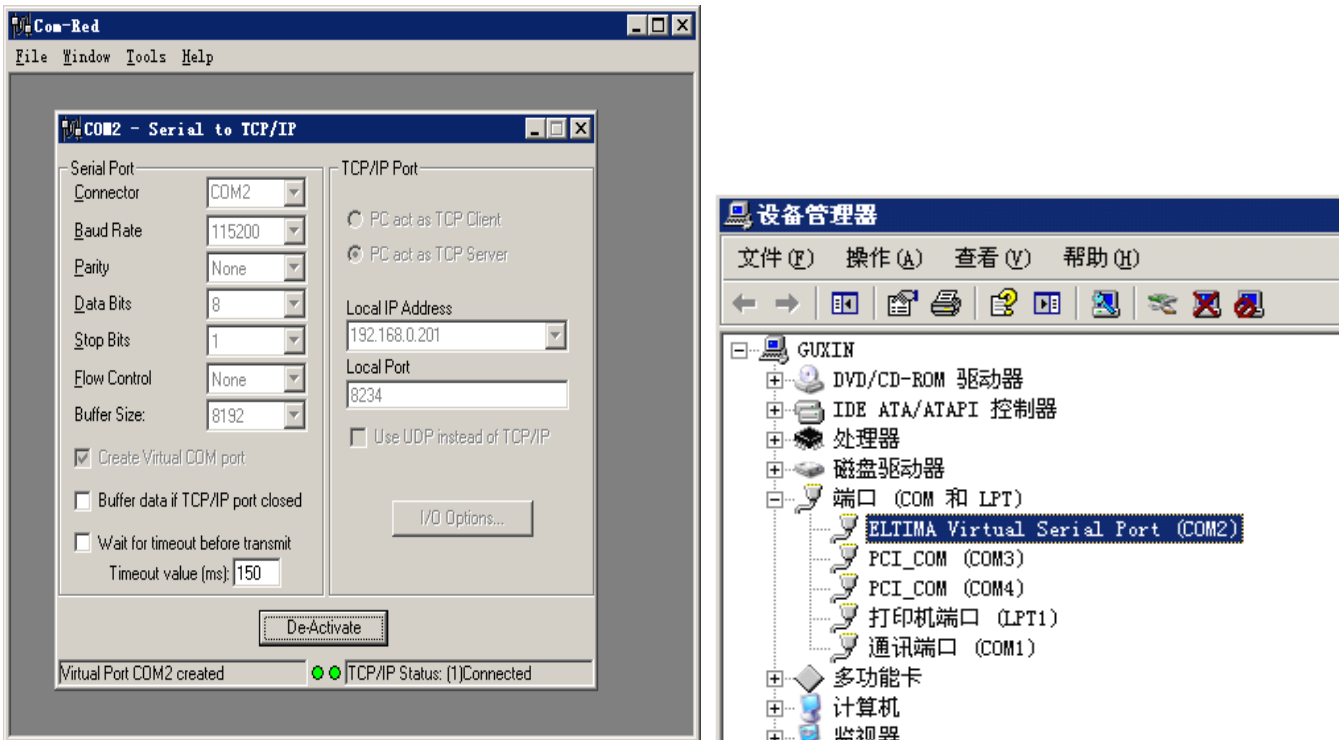 Com-Red
File Window Tools Help
COM2 - Serial to TCP/IP
Serial Port
Connector COM2
Baud Rate 115200
Parity None
Data Bits 8
Stop Bits 1
Flow Control None
Buffer Size: 8192
Create Virtual COM port
Buffer data if TCP/IP port closed
Wait for timeout before transmit
Timeout value (ms): 150
TCP/IP Port
PC act as TCP Client
PC act as TCP Server
Local IP Address
192.168.0.201
Local Port
8234
Use UDP instead of TCP/IP
I/O Options...
De-Activate
Virtual Port COM2 created
TCP/IP Status: (1)Connected
设备管理器
文件(F) 操作(A) 查看(V) 帮助(H)
GUXIN
DVD/CD-ROM 驱动器
IDE ATA/ATAPI 控制器
处理器
磁盘驱动器
端口 (COM 和 LPT)
ELTIMA Virtual Serial Port (COM2)
PCI_COM (COM3)
PCI_COM (COM4)
打印机端口 (LPT1)
通讯端口 (COM1)
多功能卡
计算机
监视器